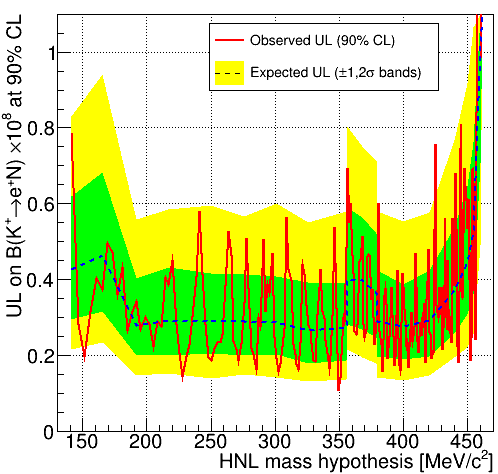 UL on B(K⁺→e⁺N) ×10⁸ at 90% CL
1
0.8
0.6
0.4
0.2
0
Observed UL (90% CL)
Expected UL (±1,2σ bands)
150 200 250 300 350 400 450
HNL mass hypothesis [MeV/c²]